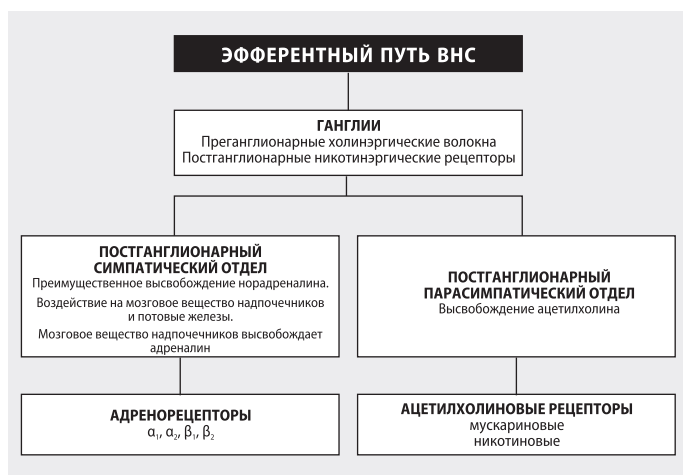 ЭФФЕРЕНТНЫЙ ПУТЬ ВНС
ГАНГЛИИ
Преганглионарные холинэргические волокна
Постганглионарные никотинэргические рецепторы
ПОСТГАНГЛИОНАРНЫЙ
СИМПАТИЧЕСКИЙ ОТДЕЛ
Преимущественное высвобождение норадреналина.
Воздействие на мозговое вещество надпочечников
и потовые железы.
Мозговое вещество надпочечников высвобождает
адреналин
ПОСТГАНГЛИОНАРНЫЙ
ПАРАСИМПАТИЧЕСКИЙ ОТДЕЛ
Высвобождение ацетилхолина
АДРЕНОРЕЦЕПТОРЫ
α₁, α₂, β₁, β₂
АЦЕТИЛХОЛИНОВЫЕ РЕЦЕПТОРЫ
мускариновые
никотиновые